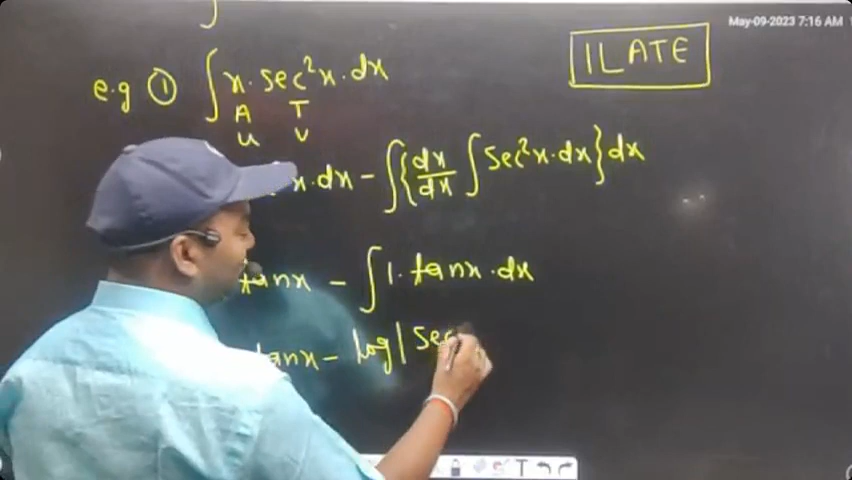 May-09-2023 7:16 AM
ILATE
e.g ① ∫ x · sec²x · dx
A T
u v
x · dx - ∫ { dx/dx ∫ sec²x · dx } dx
tanx - ∫ 1 · tanx · dx
tanx - log | sec